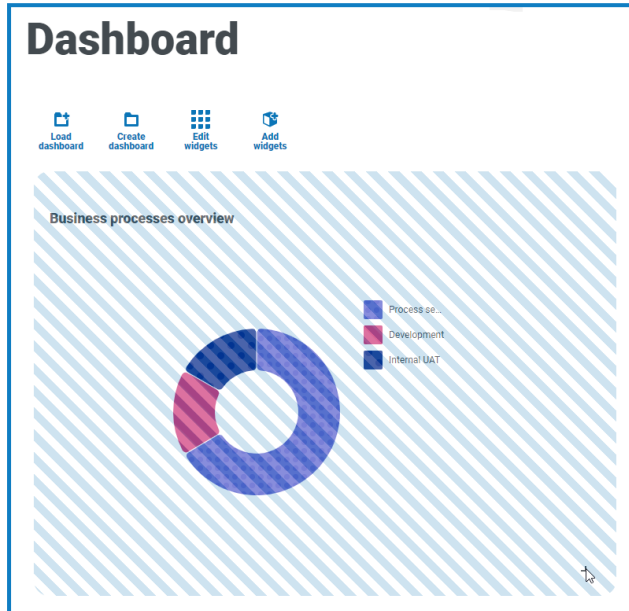 Dashboard
Load
dashboard
Create
dashboard
Edit
widgets
Add
widgets
Business processes overview
Process se...
Development
Internal UAT